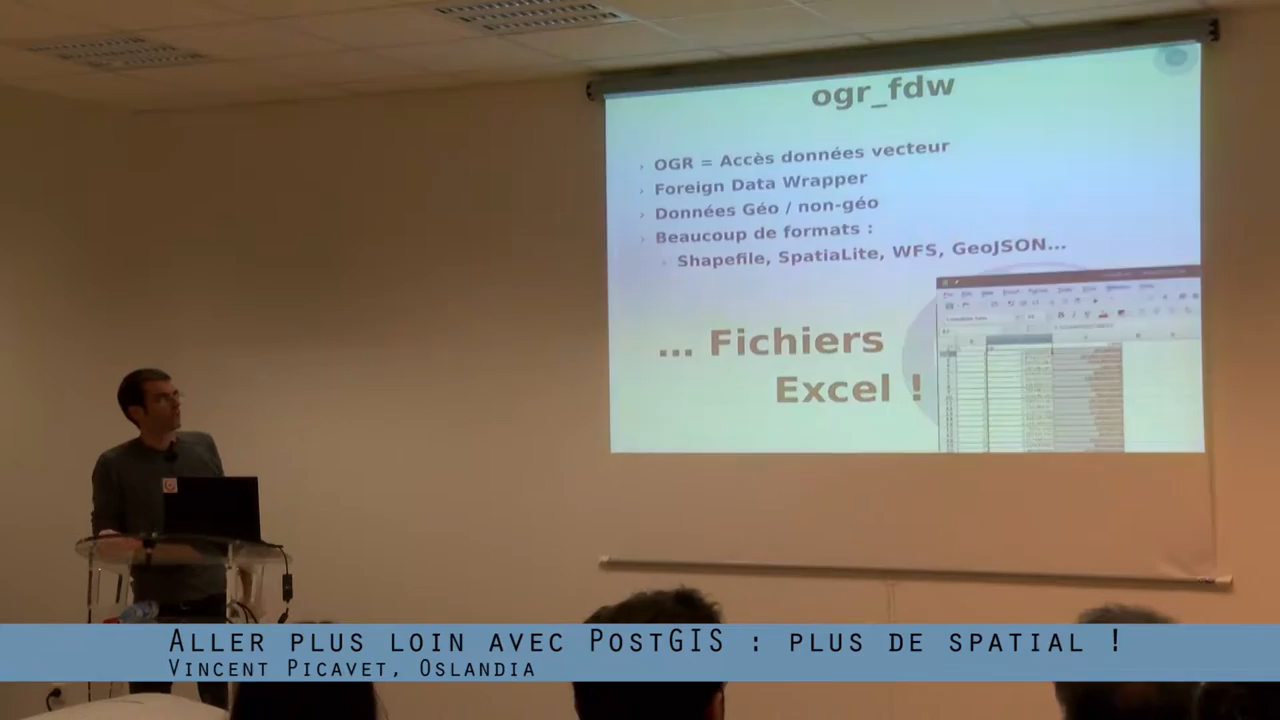 ogr_fdw
OGR = Accès données vecteur
Foreign Data Wrapper
Données Géo / non-géo
Beaucoup de formats :
Shapefile, SpatiaLite, WFS, GeoJSON...
... Fichiers
Excel !
Aller plus loin avec PostGIS : plus de spatial !
Vincent Picavet, Oslandia